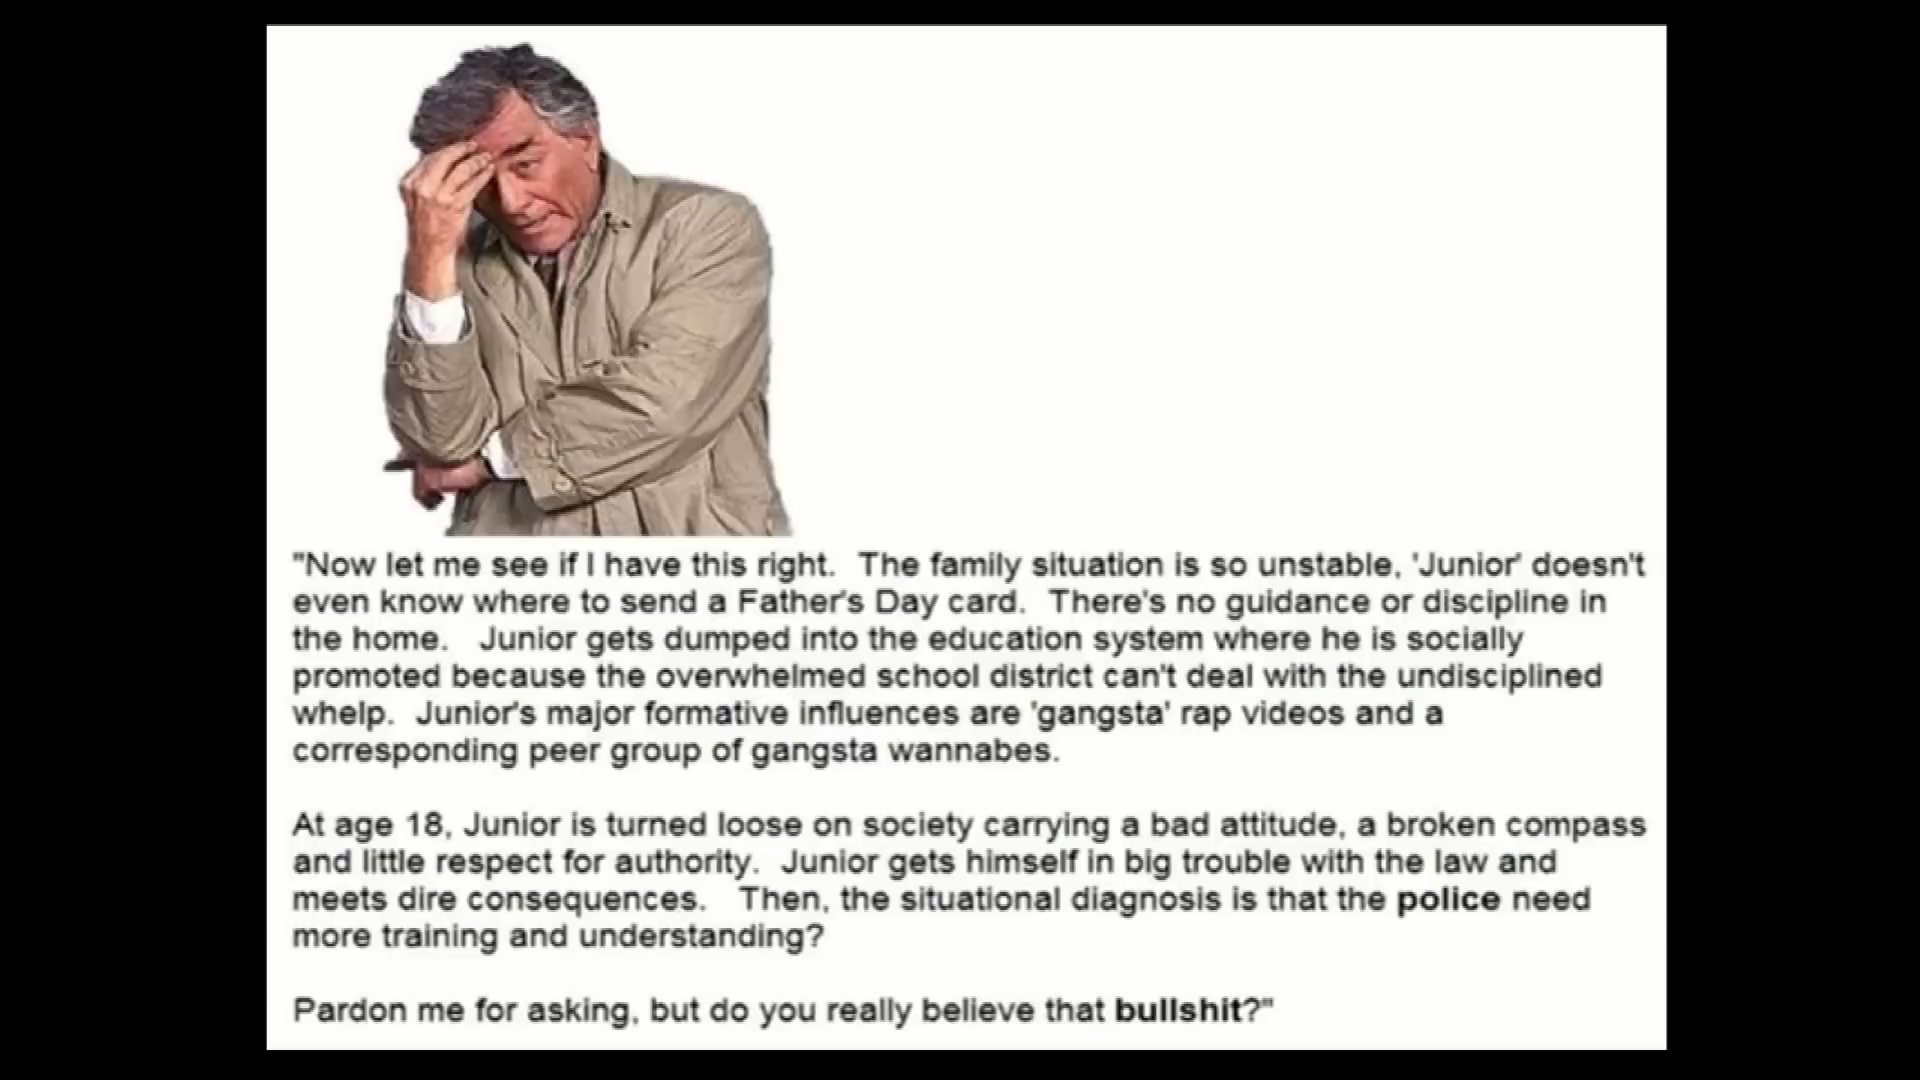 "Now let me see if I have this right.  The family situation is so unstable, 'Junior' doesn't
even know where to send a Father's Day card.  There's no guidance or discipline in
the home.   Junior gets dumped into the education system where he is socially
promoted because the overwhelmed school district can't deal with the undisciplined
whelp.  Junior's major formative influences are 'gangsta' rap videos and a
corresponding peer group of gangsta wannabes.
At age 18, Junior is turned loose on society carrying a bad attitude, a broken compass
and little respect for authority.  Junior gets himself in big trouble with the law and
meets dire consequences.   Then, the situational diagnosis is that the police need
more training and understanding?
Pardon me for asking, but do you really believe that bullshit?"